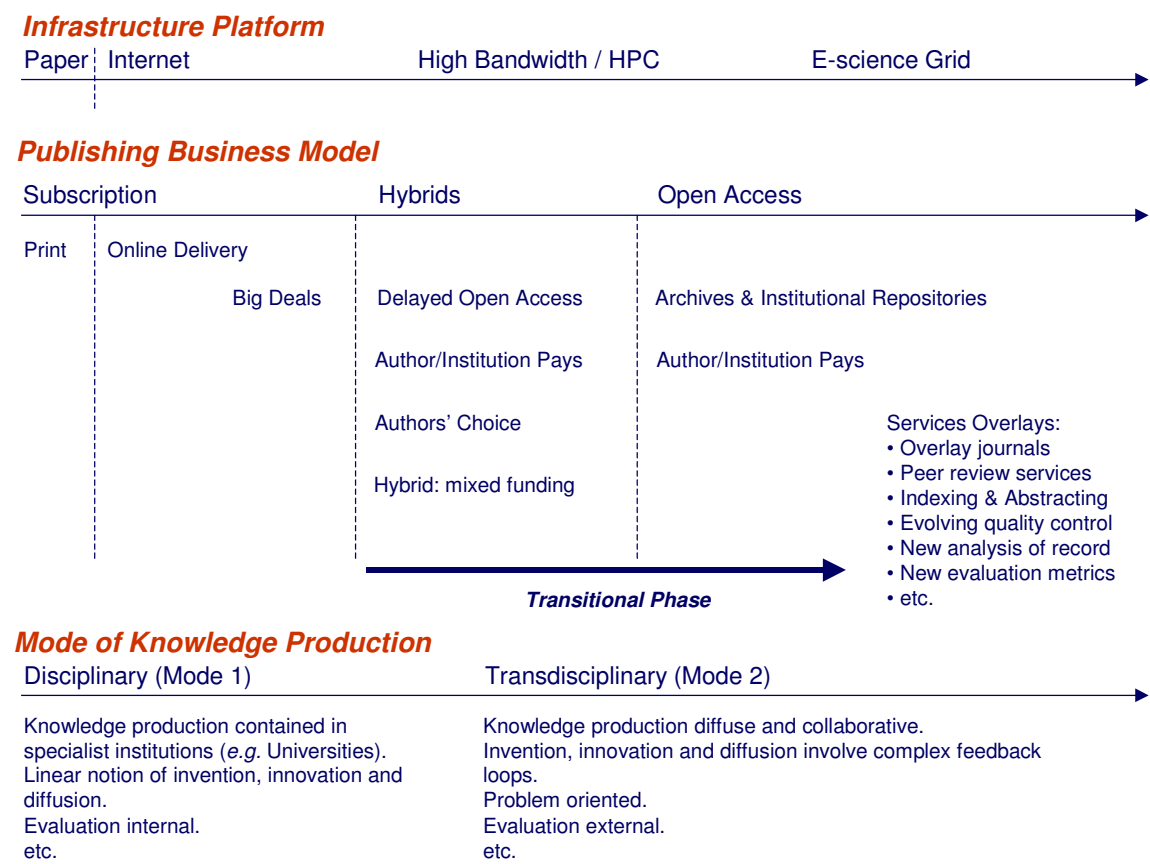 Infrastructure Platform
Paper Internet High Bandwidth / HPC E-science Grid
Publishing Business Model
Subscription Hybrids Open Access
Print Online Delivery
Big Deals Delayed Open Access Archives & Institutional Repositories
Author/Institution Pays Author/Institution Pays
Authors’ Choice Services Overlays:
• Overlay journals
• Peer review services
Hybrid: mixed funding
• Indexing & Abstracting
• Evolving quality control
• New analysis of record
• New evaluation metrics
• etc.
Transitional Phase
Mode of Knowledge Production
Disciplinary (Mode 1) Transdisciplinary (Mode 2)
Knowledge production contained in
specialist institutions (e.g. Universities).
Linear notion of invention, innovation and
diffusion.
Evaluation internal.
etc.
Knowledge production diffuse and collaborative.
Invention, innovation and diffusion involve complex feedback
loops.
Problem oriented.
Evaluation external.
etc.